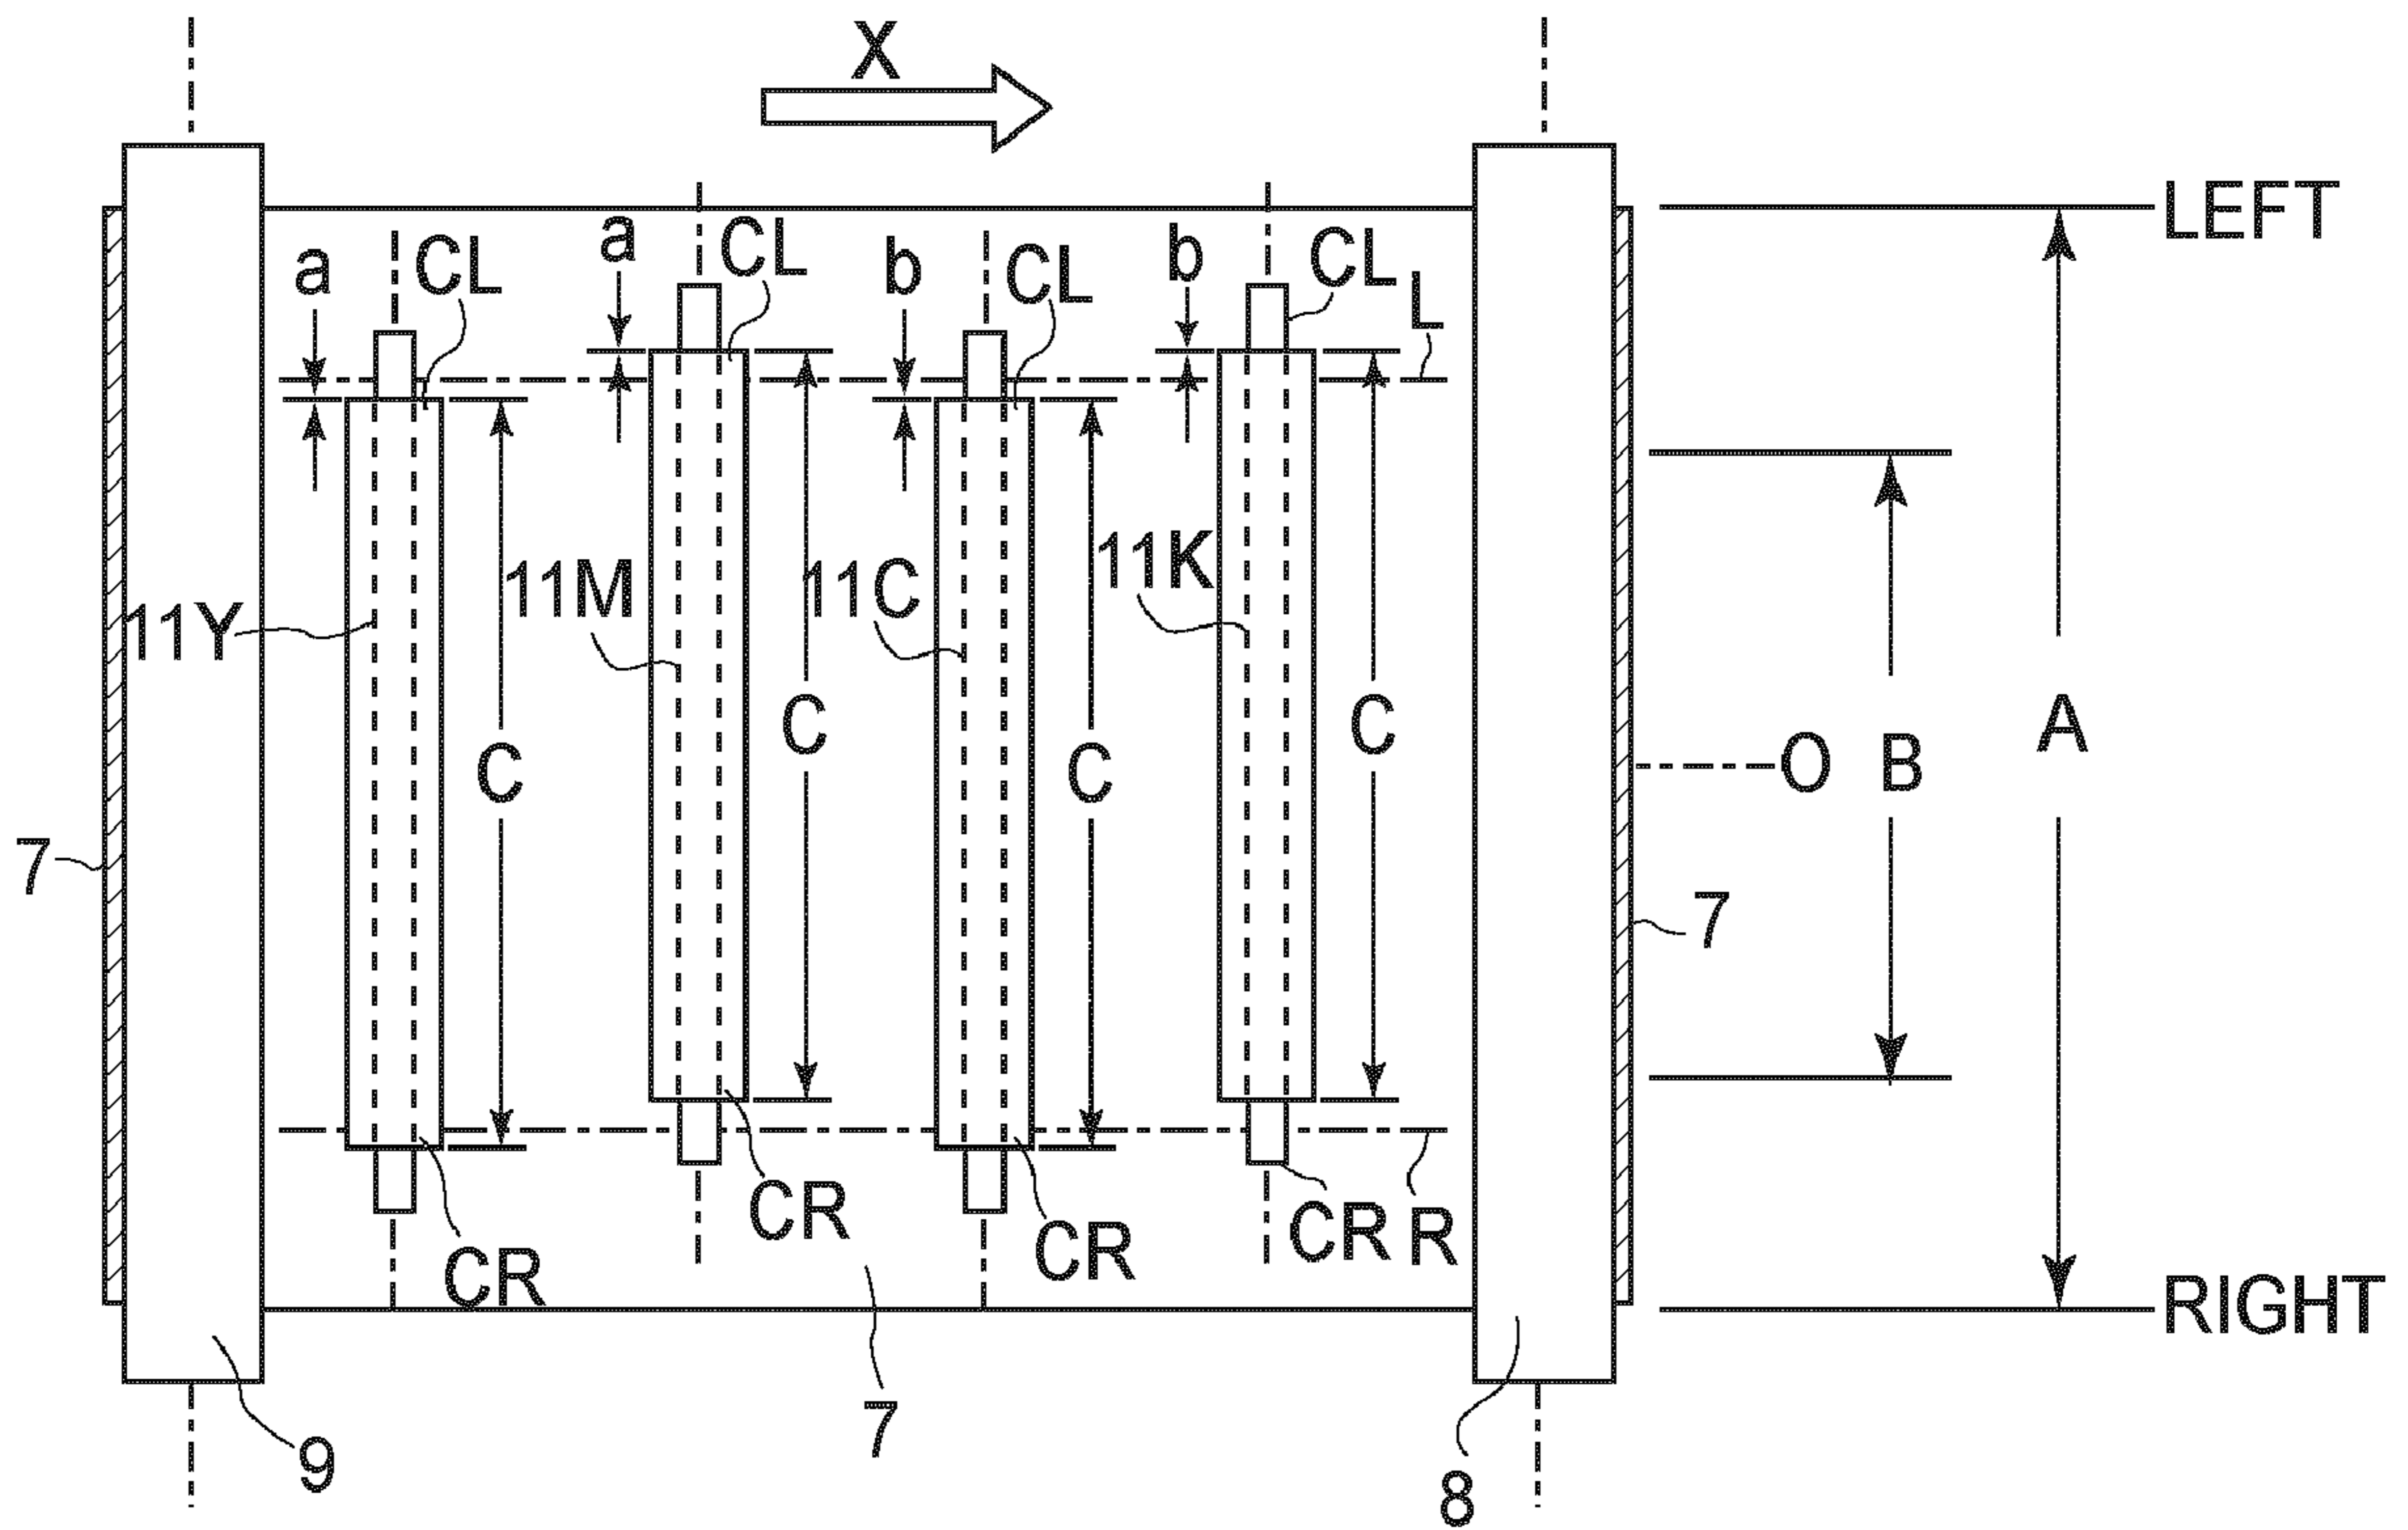 X
LEFT
a CL a CL b CL b CL L
11Y 11M 11C 11K
C C C C O B A
7 7
CR CR CR CR R
RIGHT
9 7 8